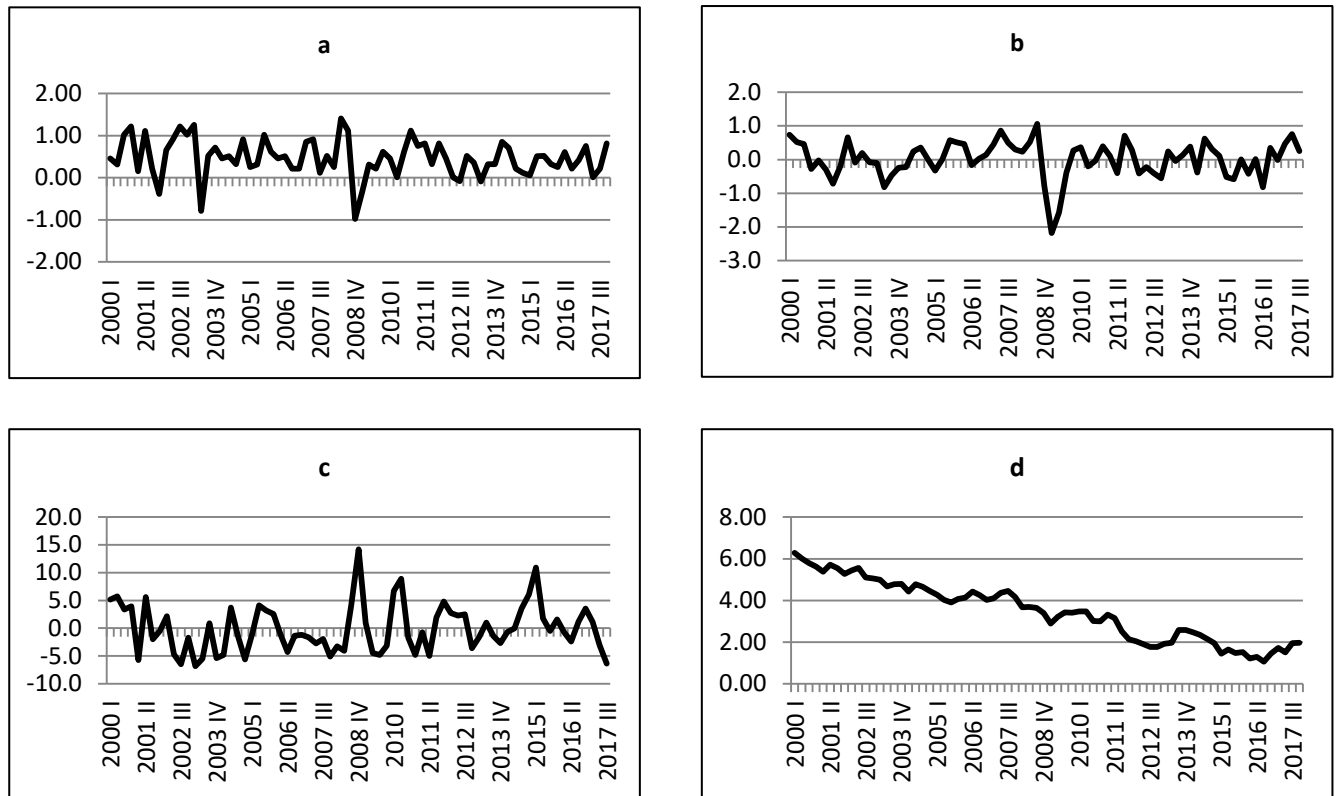 a
2.00
1.00
0.00
-1.00
-2.00
2000 I
2001 II
2002 III
2003 IV
2005 I
2006 II
2007 III
2008 IV
2010 I
2011 II
2012 III
2013 IV
2015 I
2016 II
2017 III
b
2.0
1.0
0.0
-1.0
-2.0
-3.0
2000 I
2001 II
2002 III
2003 IV
2005 I
2006 II
2007 III
2008 IV
2010 I
2011 II
2012 III
2013 IV
2015 I
2016 II
2017 III
c
20.0
15.0
10.0
5.0
0.0
-5.0
-10.0
2000 I
2001 II
2002 III
2003 IV
2005 I
2006 II
2007 III
2008 IV
2010 I
2011 II
2012 III
2013 IV
2015 I
2016 II
2017 III
d
8.00
6.00
4.00
2.00
0.00
2000 I
2001 II
2002 III
2003 IV
2005 I
2006 II
2007 III
2008 IV
2010 I
2011 II
2012 III
2013 IV
2015 I
2016 II
2017 III